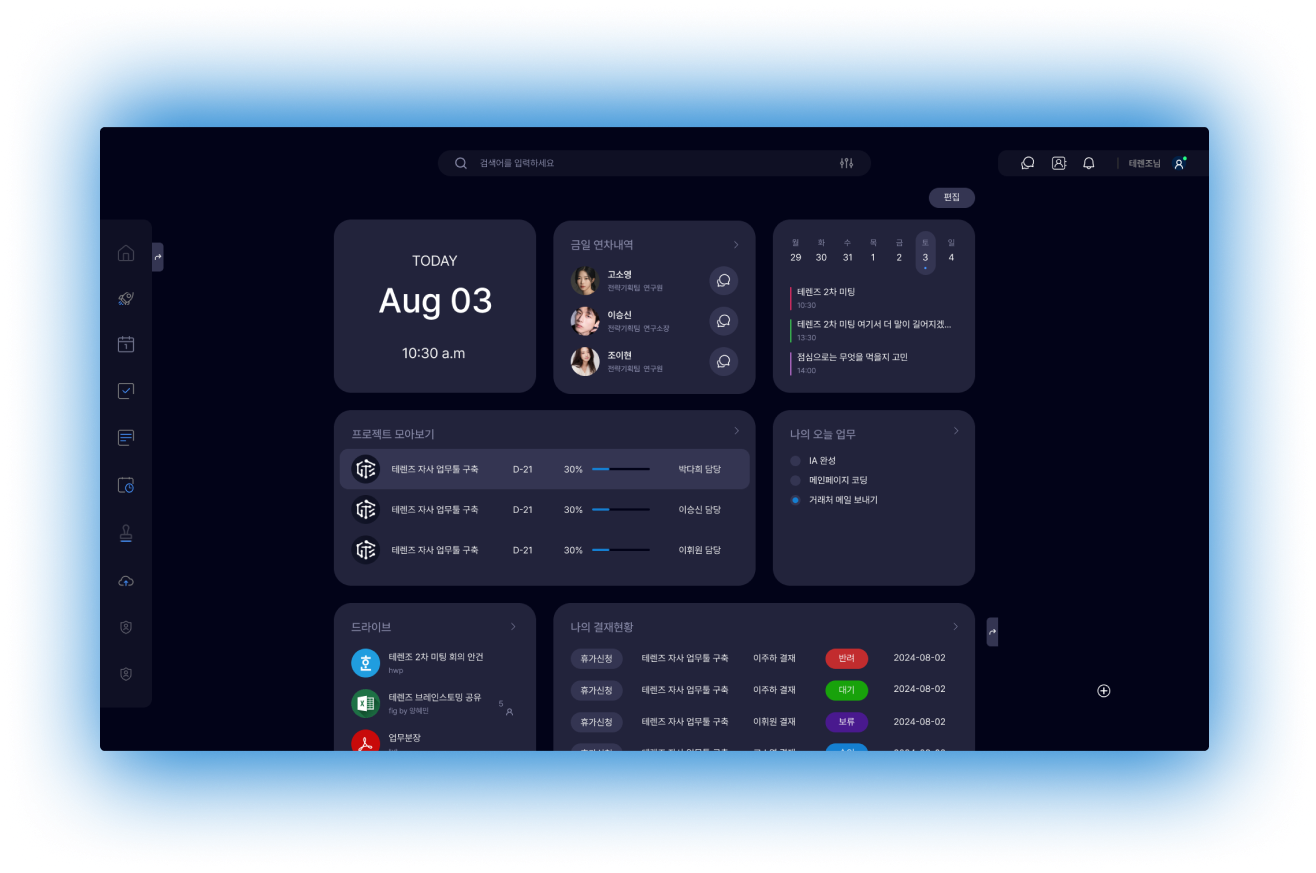 검색어을 입력하세요
테렌조님
편집
TODAY
Aug 03
10:30 a.m
금일 연차내역
고소영
전략기획팀 연구원
이승신
전략기획팀 연구소장
조이현
전략기획팀 연구원
월 화 수 목 금 토 일
29 30 31 1 2 3 4
테렌즈 2차 미팅
10:30
테렌즈 2차 미팅 여기서 더 말이 길어지겠...
13:30
점심으로는 무엇을 먹을지 고민
14:00
프로젝트 모아보기
테렌즈 자사 업무툴 구축 D-21 30% 박다희 담당
테렌즈 자사 업무툴 구축 D-21 30% 이승신 담당
테렌즈 자사 업무툴 구축 D-21 30% 이휘원 담당
나의 오늘 업무
IA 완성
메인페이지 코딩
거래처 메일 보내기
드라이브
테렌조 2차 미팅 회의 안건
hwp
테렌즈 브레인스토밍 공유
fig by 양혜인
5
업무분장
나의 결재현황
휴가신청 테렌즈 자사 업무툴 구축 이주하 결재 반려 2024-08-02
휴가신청 테렌즈 자사 업무툴 구축 이주하 결재 대기 2024-08-02
휴가신청 테렌즈 자사 업무툴 구축 이휘원 결재 보류 2024-08-02